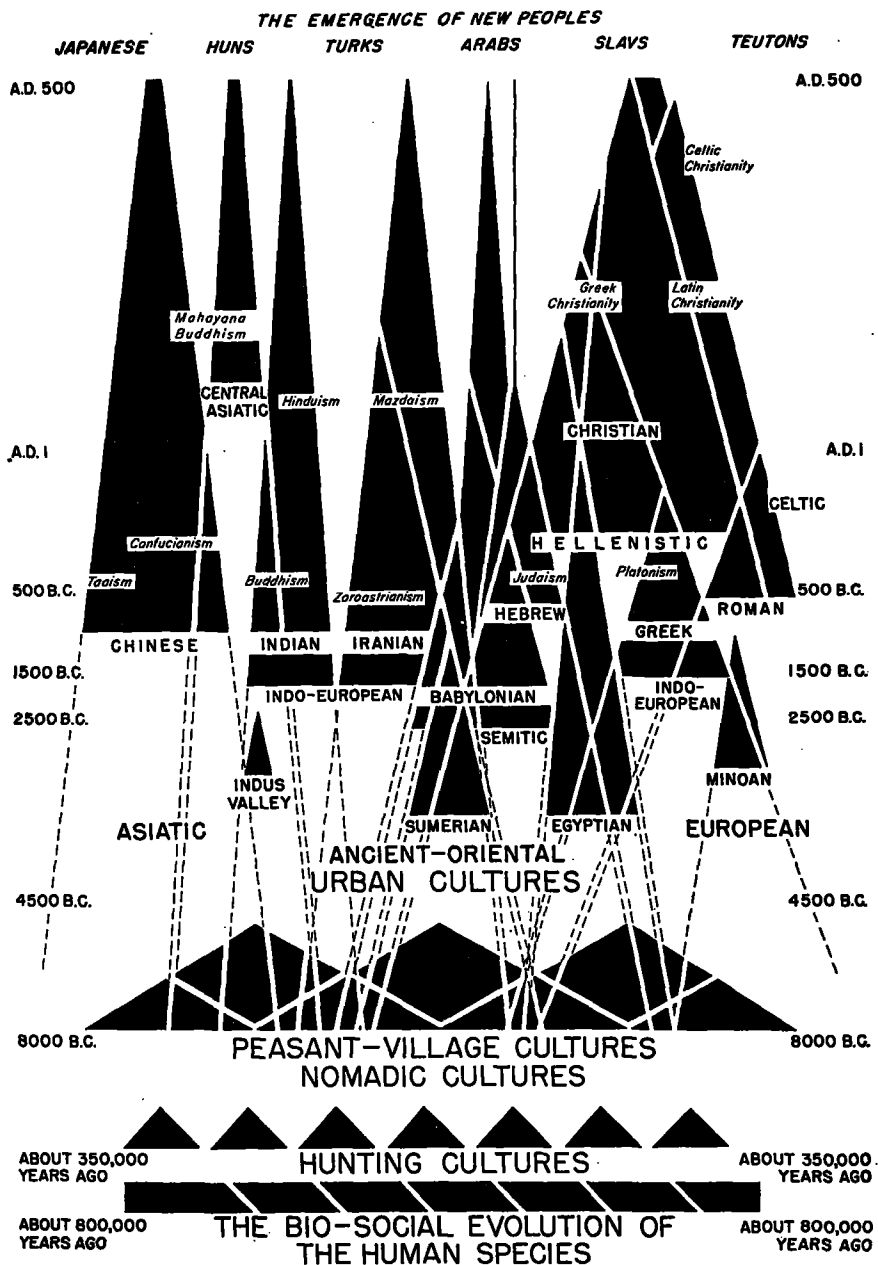 THE EMERGENCE OF NEW PEOPLES
JAPANESE HUNS TURKS ARABS SLAVS TEUTONS
A.D. 500 A.D. 500
Celtic
Christianity
Greek
Christianity
Latin
Christianity
Mahayana
Buddhism
CENTRAL
ASIATIC
Hinduism
Mazdaism
CHRISTIAN
A.D. 1 A.D. 1
CELTIC
Confucianism
HELLENISTIC
Taoism
Buddhism
Zoroastrianism
Judaism
Platonism
500 B.C. 500 B.C.
HEBREW
ROMAN
GREEK
CHINESE
INDIAN
IRANIAN
1500 B.C. 1500 B.C.
INDO-EUROPEAN
BABYLONIAN
INDO-
EUROPEAN
2500 B.C. 2500 B.C.
SEMITIC
INDUS
VALLEY
MINOAN
SUMERIAN
EGYPTIAN
ASIATIC
EUROPEAN
ANCIENT-ORIENTAL
URBAN CULTURES
4500 B.C. 4500 B.C.
8000 B.C. 8000 B.C.
PEASANT-VILLAGE CULTURES
NOMADIC CULTURES
ABOUT 350,000
YEARS AGO
HUNTING CULTURES
ABOUT 350,000
YEARS AGO
ABOUT 800,000
YEARS AGO
THE BIO-SOCIAL EVOLUTION OF
THE HUMAN SPECIES
ABOUT 800,000
YEARS AGO